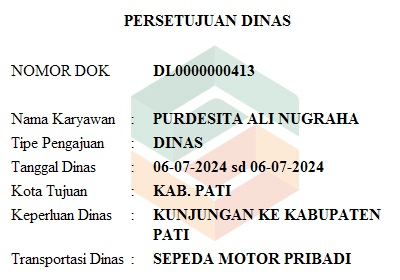 PERSETUJUAN DINAS
NOMOR DOK DL0000000413
Nama Karyawan : PURDESITA ALI NUGRAHA
Tipe Pengajuan : DINAS
Tanggal Dinas : 06-07-2024 sd 06-07-2024
Kota Tujuan : KAB. PATI
Keperluan Dinas : KUNJUNGAN KE KABUPATEN
PATI
Transportasi Dinas : SEPEDA MOTOR PRIBADI